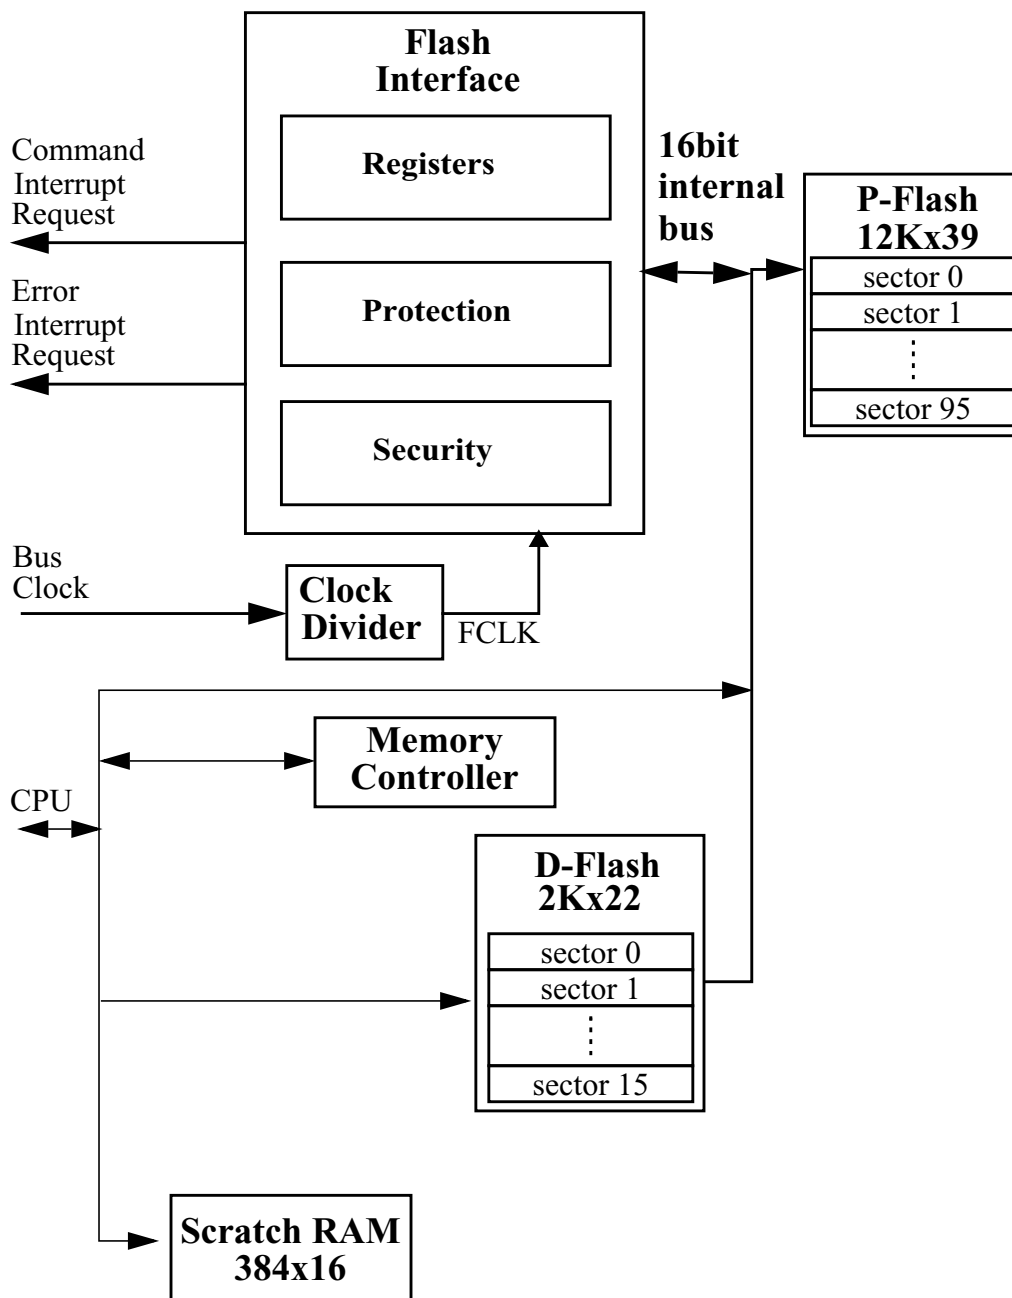 Flash
Interface
Registers
Protection
Security
Command
Interrupt
Request
Error
Interrupt
Request
16bit
internal
bus
P-Flash
12Kx39
sector 0
sector 1
sector 95
Bus
Clock
Clock
Divider
FCLK
Memory
Controller
CPU
D-Flash
2Kx22
sector 0
sector 1
sector 15
Scratch RAM
384x16